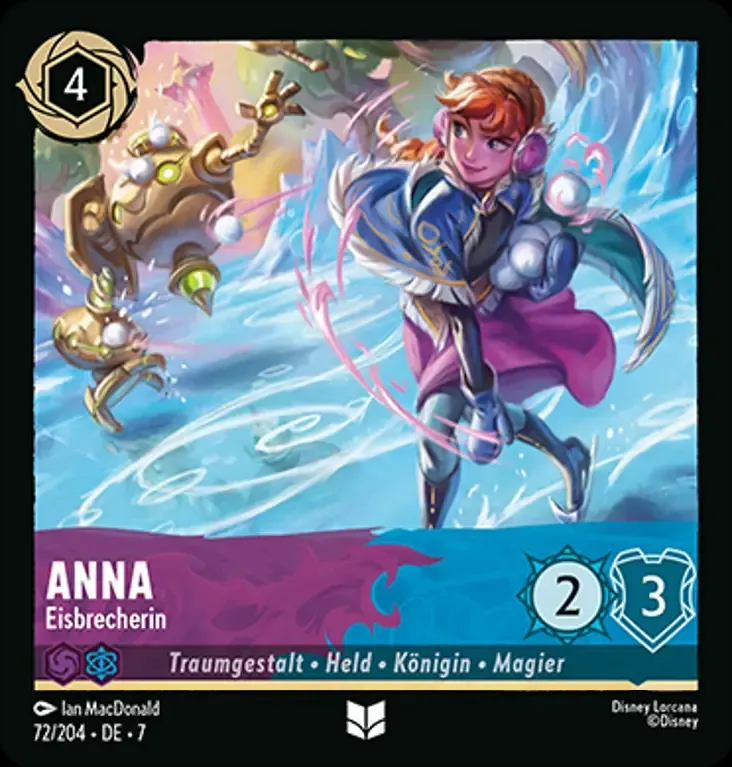 4
ANNA
Eisbrecherin
2
3
Traumgestalt • Held • Königin • Magier
Ian MacDonald
72/204 • DE • 7
Disney Lorcana
©Disney